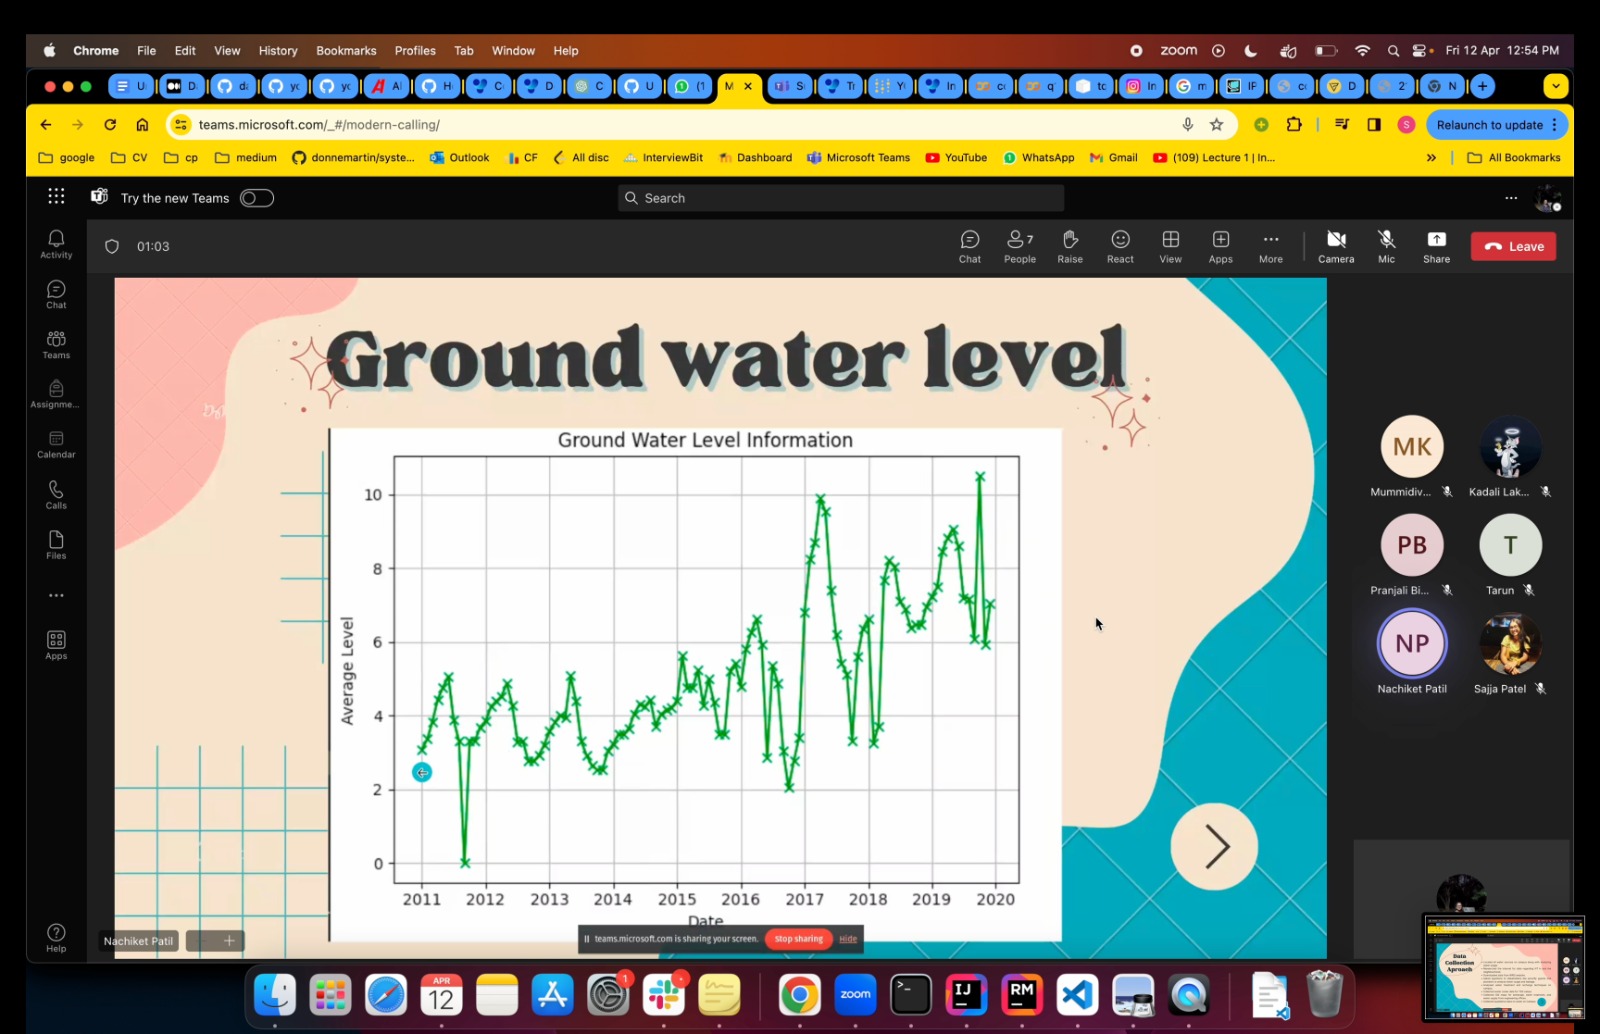 Chrome File Edit View History Bookmarks Profiles Tab Window Help zoom Fri 12 Apr 12:54 PM
teams.microsoft.com/_#/modern-calling/ S Relaunch to update
google CV cp medium donnemartin/syste... Outlook CF All disc InterviewBit Dashboard Microsoft Teams YouTube WhatsApp Gmail (109) Lecture 1 | In... » All Bookmarks
Try the new Teams Search
Activity
Chat
Teams
Assignme...
Calendar
Calls
Files
Apps
Help
01:03 Chat 7 People Raise React View Apps More Camera Mic Share Leave
Ground water level
Ground Water Level Information
Average Level
10
8
6
4
2
0
2011 2012 2013 2014 2015 2016 2017 2018 2019 2020
Date
teams.microsoft.com is sharing your screen. Stop sharing Hide
Nachiket Patil
MK
Mummidiv... Kadali Lak...
PB T
Pranjali Bi... Tarun
NP
Nachiket Patil Sajja Patel
APR
12
1
zoom
IJ
RM
Data
Collection
Aproach